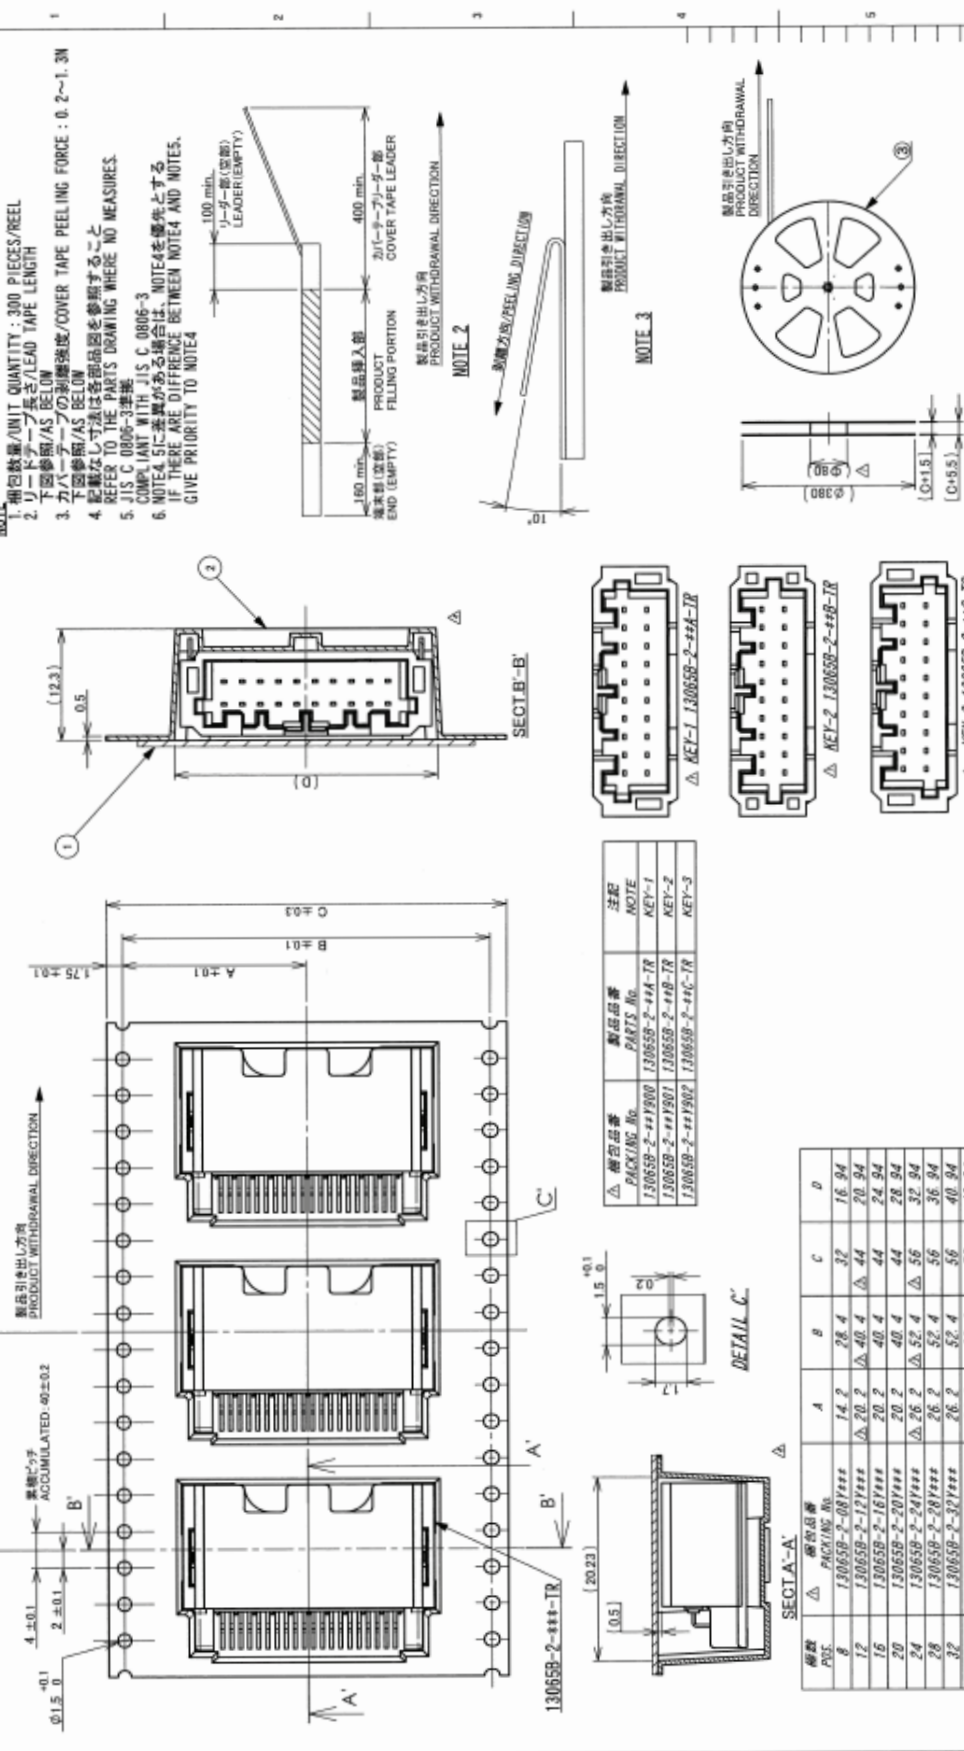 NOTE
1. 梱包数量/UNIT QUANTITY : 300 PIECES/REEL
2. リードテープ長さ/LEAD TAPE LENGTH
下図参照/AS BELOW
3. カバーテープの剥離強度/COVER TAPE PEELING FORCE : 0.2~1.3N
下図参照/AS BELOW
4. 記載なし寸法は各部品図を参照すること
REFER TO THE PARTS DRAWING WHERE NO MEASURES.
5. JIS C 0806-3準拠
COMPLIANT WITH JIS C 0806-3
6. NOTE4, 5に差異がある場合は、NOTE4を優先とする
IF THERE ARE DIFFRENCE BETWEEN NOTE4 AND NOTE5,
GIVE PRIORITY TO NOTE4
1
2
3
4
5
100 min.
リーダー部(空部)
LEADER(EMPTY)
160 min.
400 min.
端末部(空部)
END (EMPTY)
製品挿入部
PRODUCT
FILLING PORTION
カバーテープリーダー部
COVER TAPE LEADER
製品引き出し方向
PRODUCT WITHDRAWAL DIRECTION
NOTE 2
剥離方向/PEELING DIRECTION
10°
製品引き出し方向
PRODUCT WITHDRAWAL DIRECTION
NOTE 3
製品引き出し方向
PRODUCT WITHDRAWAL
DIRECTION
③
(φ380)
(φ80)
(C+1.5)
(C+5.5)
①
②
(12.3)
0.5
(D)
SECT.B'-B'
KEY-1 13065B-2-**A-TR
KEY-2 13065B-2-**B-TR
製品引き出し方向
PRODUCT WITHDRAWAL DIRECTION
累積ピッチ
ACCUMULATED:40±0.2
4 ±0.1
2 ±0.1
φ1.5 +0.1 0
B'
B'
A'
A'
C'
1.75 ±0.1
A ±0.1
B ±0.1
C ±0.3
13065B-2-***-TR
梱包品番 製品品番 注記
PACKING No. PARTS No. NOTE
13065B-2-**Y900 13065B-2-**A-TR KEY-1
13065B-2-**Y901 13065B-2-**B-TR KEY-2
13065B-2-**Y902 13065B-2-**C-TR KEY-3
1.5 +0.1 0
0.2
1.7
DETAIL C'
(20.23)
(0.5)
SECT.A'-A'
極数 梱包品番
POS. PACKING No. A B C D
8 13065B-2-08Y*** 14.2 28.4 32 16.94
12 13065B-2-12Y*** 20.2 40.4 44 20.94
16 13065B-2-16Y*** 20.2 40.4 44 24.94
20 13065B-2-20Y*** 20.2 40.4 44 28.94
24 13065B-2-24Y*** 26.2 52.4 56 32.94
28 13065B-2-28Y*** 26.2 52.4 56 36.94
32 13065B-2-32Y*** 26.2 52.4 56 40.94